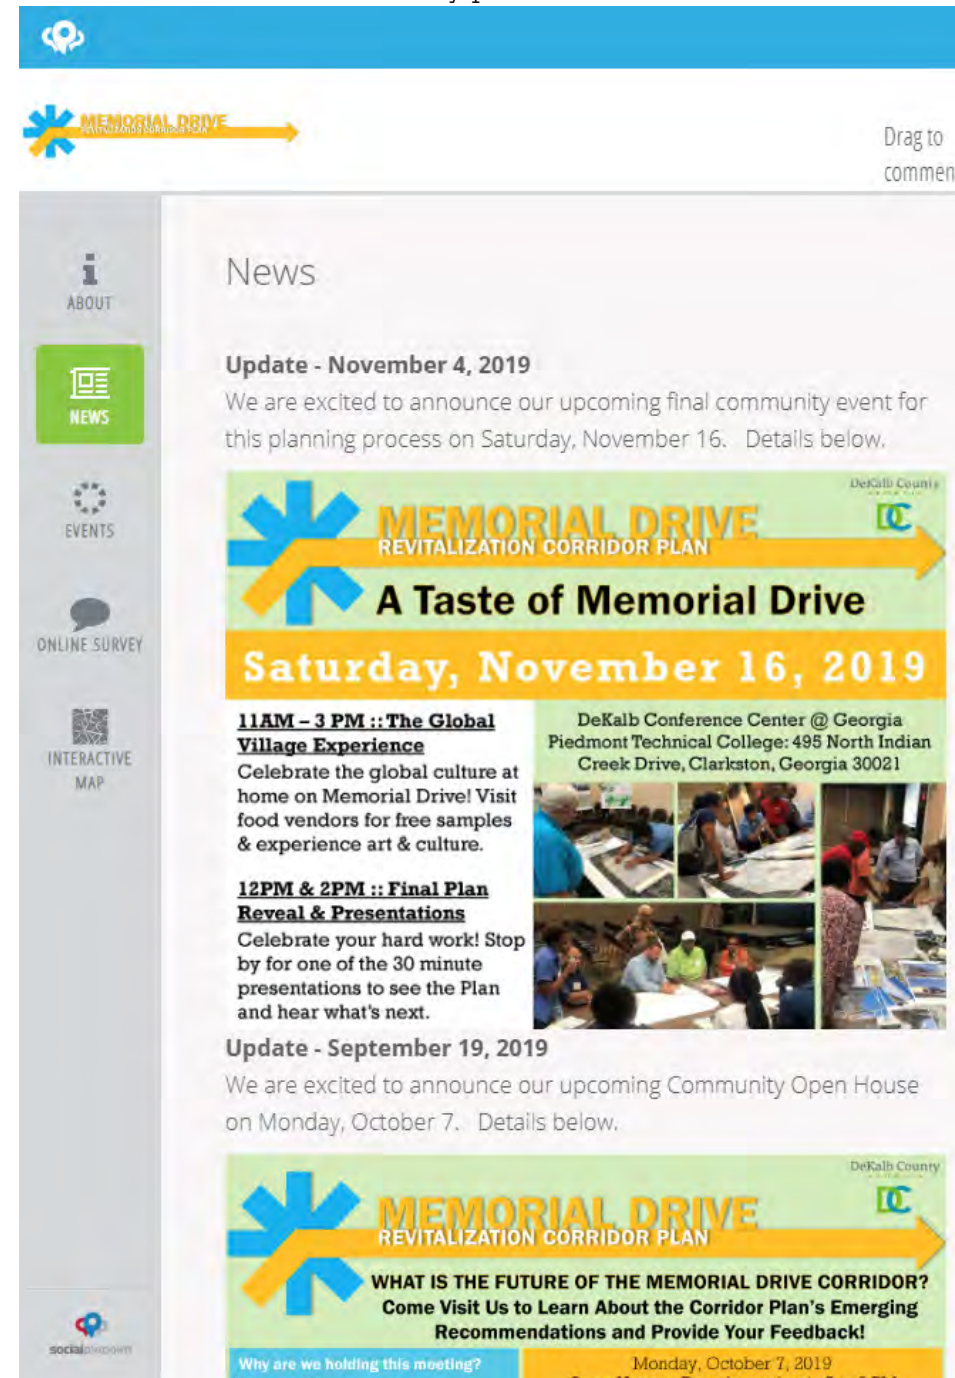 MEMORIAL DRIVE
REVITALIZATION CORRIDOR PLAN
Drag to
commen
ABOUT
NEWS
EVENTS
ONLINE SURVEY
INTERACTIVE
MAP
social
News
Update - November 4, 2019
We are excited to announce our upcoming final community event for
this planning process on Saturday, November 16. Details below.
DeKalb County
DC
MEMORIAL DRIVE
REVITALIZATION CORRIDOR PLAN
A Taste of Memorial Drive
Saturday, November 16, 2019
11AM – 3 PM :: The Global
Village Experience
Celebrate the global culture at
home on Memorial Drive! Visit
food vendors for free samples
& experience art & culture.
12PM & 2PM :: Final Plan
Reveal & Presentations
Celebrate your hard work! Stop
by for one of the 30 minute
presentations to see the Plan
and hear what's next.
DeKalb Conference Center @ Georgia
Piedmont Technical College: 495 North Indian
Creek Drive, Clarkston, Georgia 30021
Update - September 19, 2019
We are excited to announce our upcoming Community Open House
on Monday, October 7. Details below.
DeKalb County
DC
MEMORIAL DRIVE
REVITALIZATION CORRIDOR PLAN
WHAT IS THE FUTURE OF THE MEMORIAL DRIVE CORRIDOR?
Come Visit Us to Learn About the Corridor Plan's Emerging
Recommendations and Provide Your Feedback!
Why are we holding this meeting?
Monday, October 7, 2019